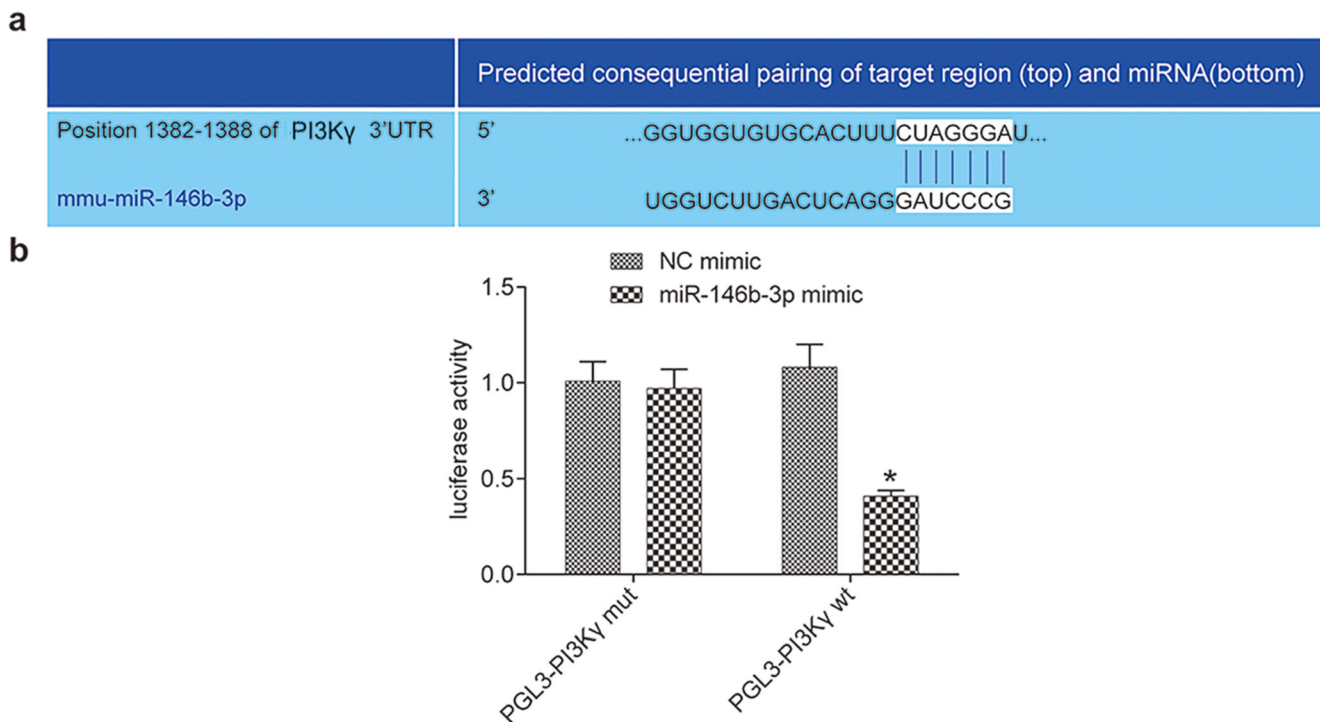 a
Predicted consequential pairing of target region (top) and miRNA(bottom)
Position 1382-1388 of PI3Kγ 3’UTR 5’ ...GGUGGUGUGCACUUUCUAGGGAU...
mmu-miR-146b-3p 3’ UGGUCUUGACUCAGGGAUCCCG
b
NC mimic
miR-146b-3p mimic
1.5
1.0
0.5
0.0
luciferase activity
*
PGL3-PI3Kγ mut
PGL3-PI3Kγ wt